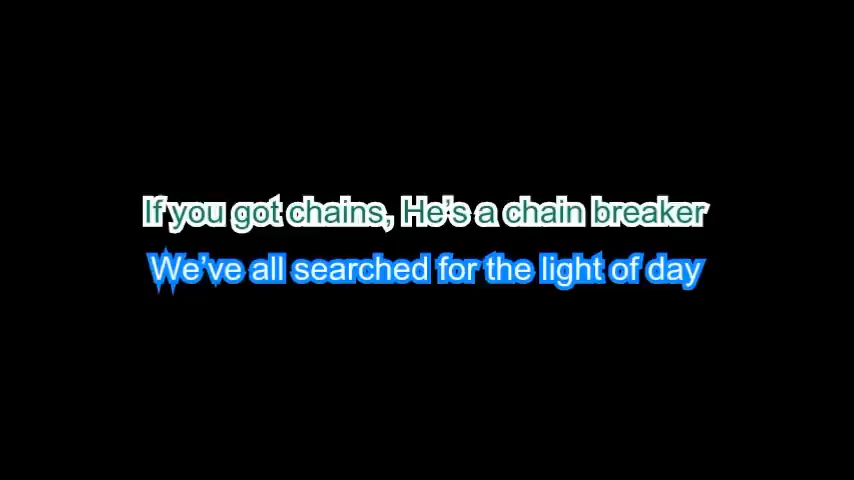 If you got chains, He’s a chain breaker
We’ve all searched for the light of day